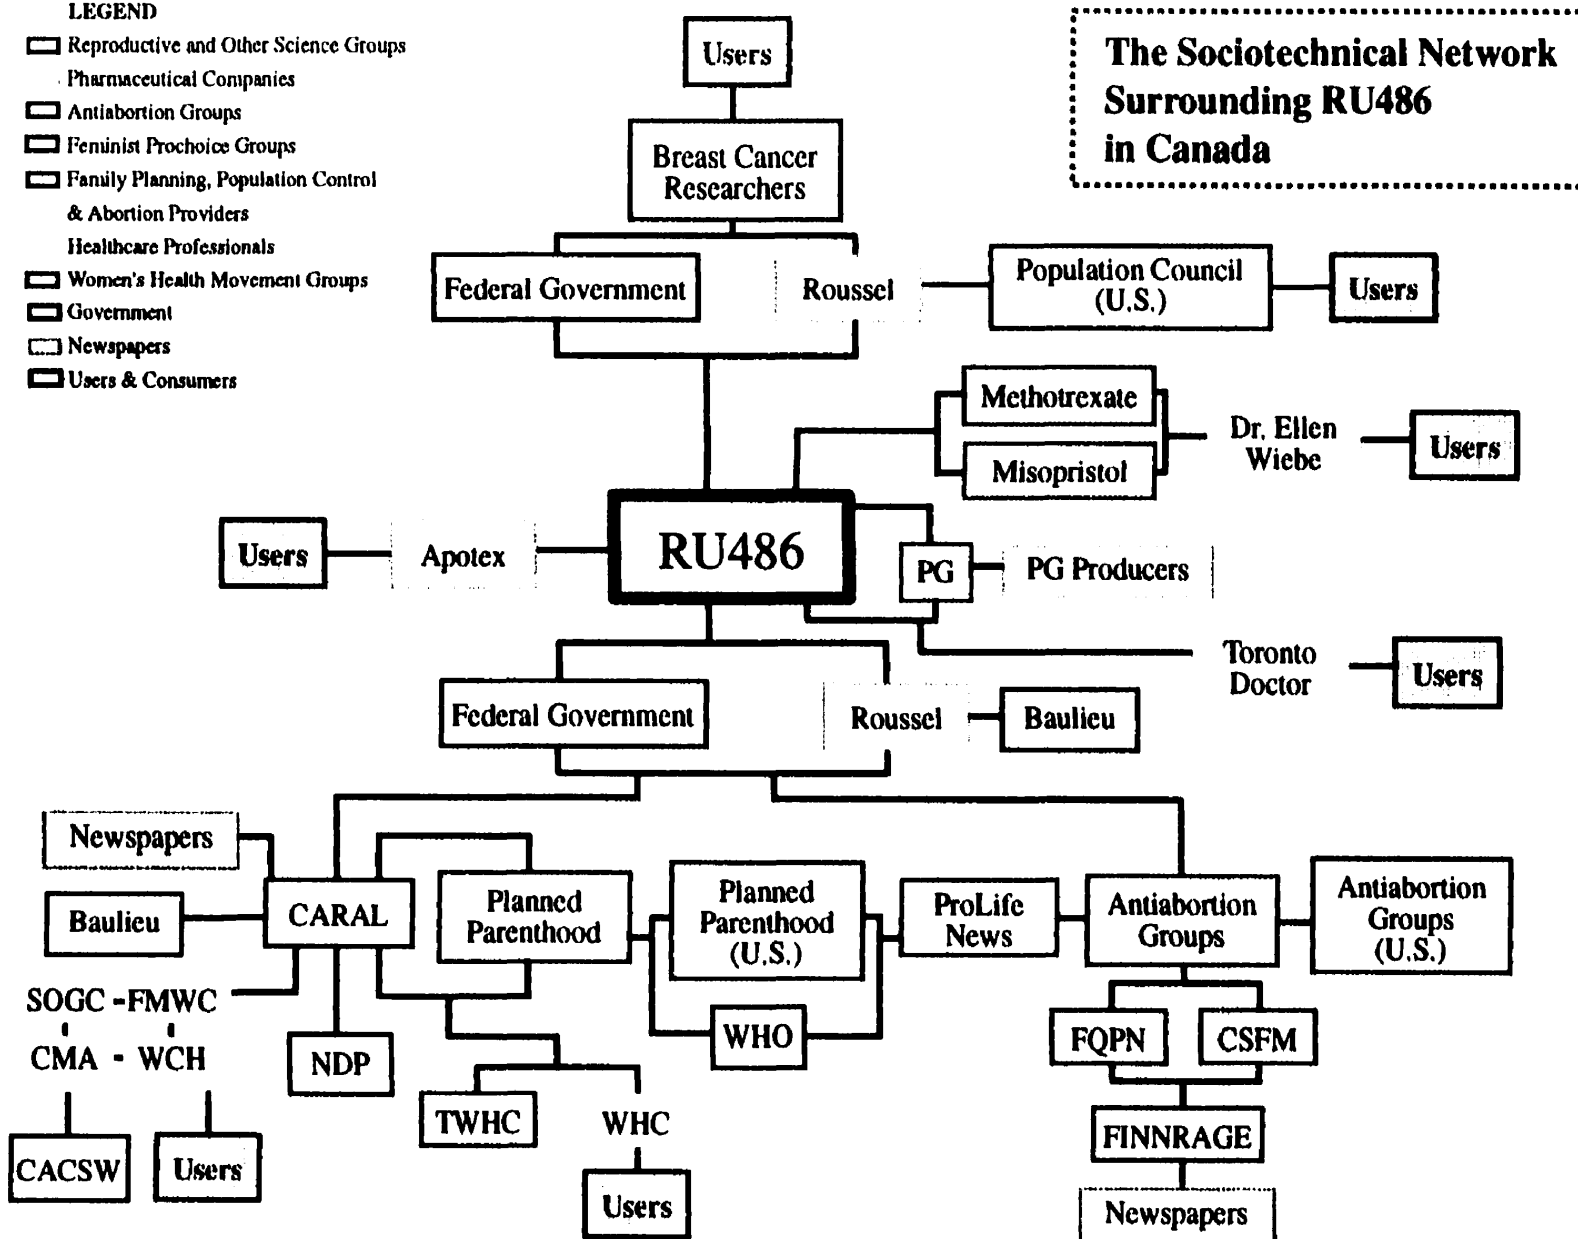 LEGEND
Reproductive and Other Science Groups
Pharmaceutical Companies
Antiabortion Groups
Feminist Prochoice Groups
Family Planning, Population Control
& Abortion Providers
Healthcare Professionals
Women's Health Movement Groups
Government
Newspapers
Users & Consumers
The Sociotechnical Network
Surrounding RU486
in Canada
Users
Breast Cancer
Researchers
Federal Government
Roussel
Population Council
(U.S.)
Users
Methotrexate
Misopristol
Dr. Ellen
Wiebe
Users
Users
Apotex
RU486
PG
PG Producers
Toronto
Doctor
Users
Federal Government
Roussel
Baulieu
Newspapers
Baulieu
CARAL
Planned
Parenthood
Planned
Parenthood
(U.S.)
ProLife
News
Antiabortion
Groups
Antiabortion
Groups
(U.S.)
SOGC - FMWC
CMA - WCH
NDP
WHO
FQPN
CSFM
TWHC
WHC
FINNRAGE
CACSW
Users
Users
Newspapers